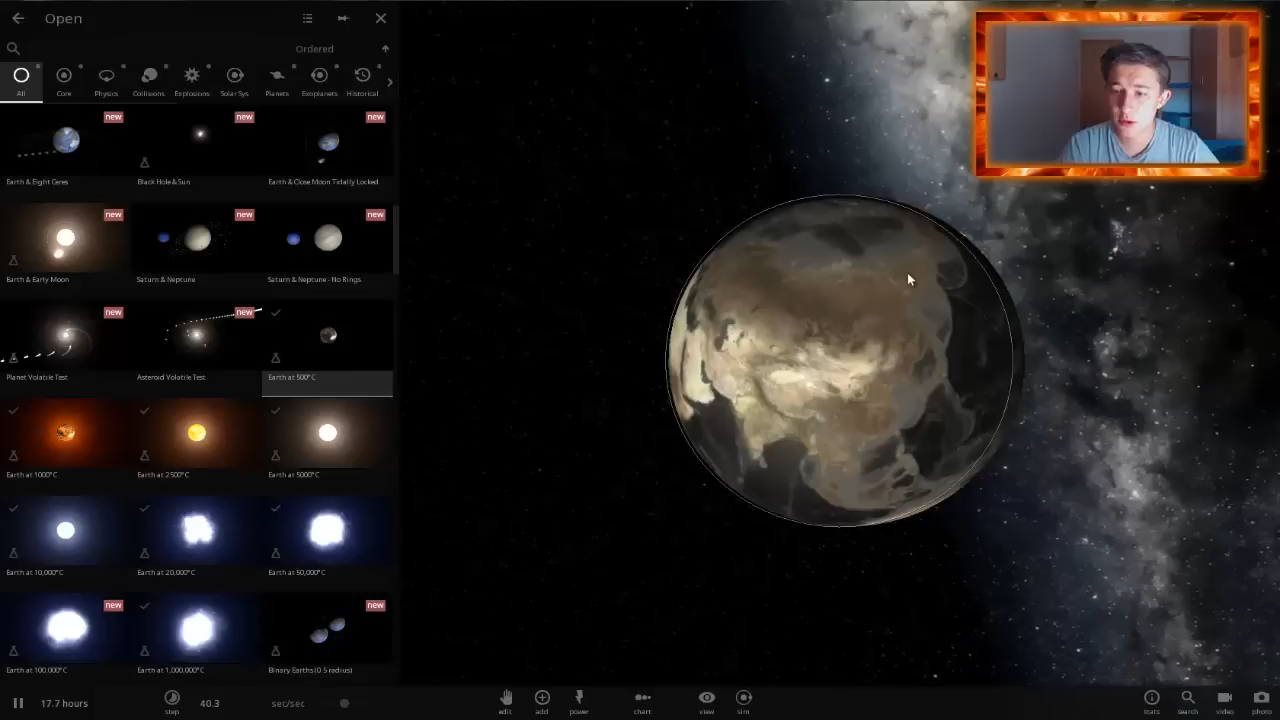 Open
Ordered
All Core Physics Collisions Explosions Solar Sys Planets Exoplanets Historical
new new new
Earth & Eight Ceres Black Hole & Sun Earth & Close Moon Tidally Locked
new new new
Earth & Early Moon Saturn & Neptune Saturn & Neptune - No Rings
new new
Planet Volatile Test Asteroid Volatile Test Earth at 500°C
Earth at 1000°C Earth at 2500°C Earth at 5000°C
Earth at 10,000°C Earth at 20,000°C Earth at 50,000°C
new new
Earth at 100,000°C Earth at 1,000,000°C Binary Earths (0.5 radius)
17.7 hours step 40.3 sec/sec edit add power chart view sim stats search video photo